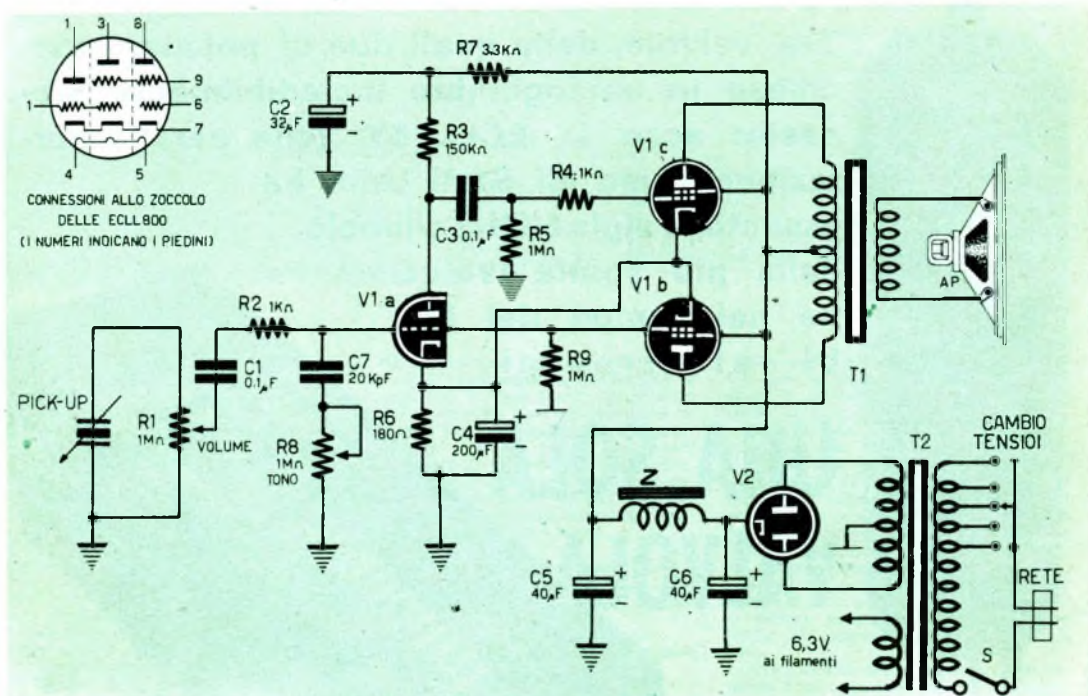 1 3 8
9
1 6
7
4 5
CONNESSIONI ALLO ZOCCOLO
DELLE ECLL800
(I NUMERI INDICANO I PIEDINI)
R7 3.3KΩ
C2
32µF
+
-
R3
150KΩ
C3 0.1µF
R4.1KΩ
R5
1MΩ
V1 c
V1 b
V1 a
R2 1KΩ
C1
0.1µF
C7
20KpF
PICK-UP
R1
1MΩ
VOLUME
R8
1MΩ
TONO
R6
180Ω
C4
200µF
+
-
R9
1MΩ
T1
AP
Z
V2
C5
40µF
+
-
C6
40µF
+
-
T2
CAMBIO
TENSIOI
RETE
S
6,3V.
ai filamenti